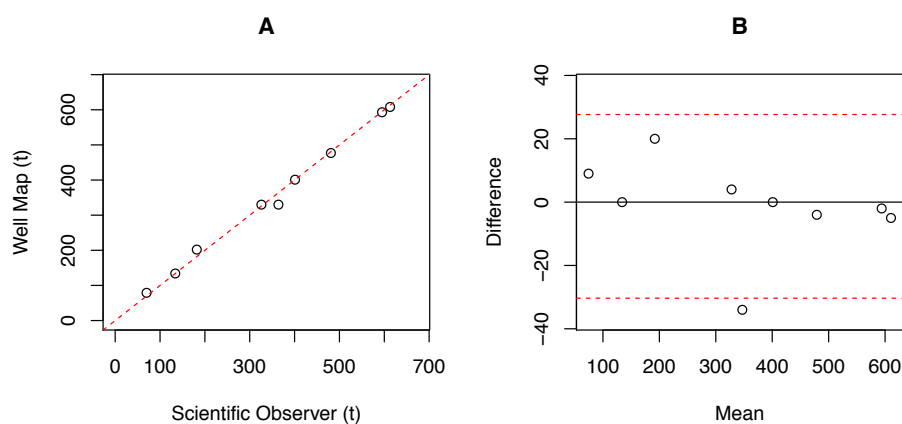 A
Well Map (t)
600
400
200
0
0 100 300 500 700
Scientific Observer (t)
B
Difference
40
20
0
−20
−40
100 200 300 400 500 600
Mean